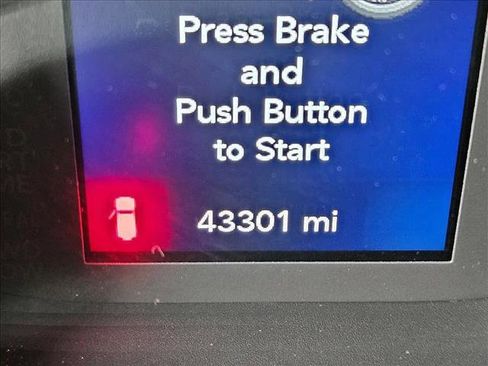 Press Brake
and
Push Button
to Start
43301 mi